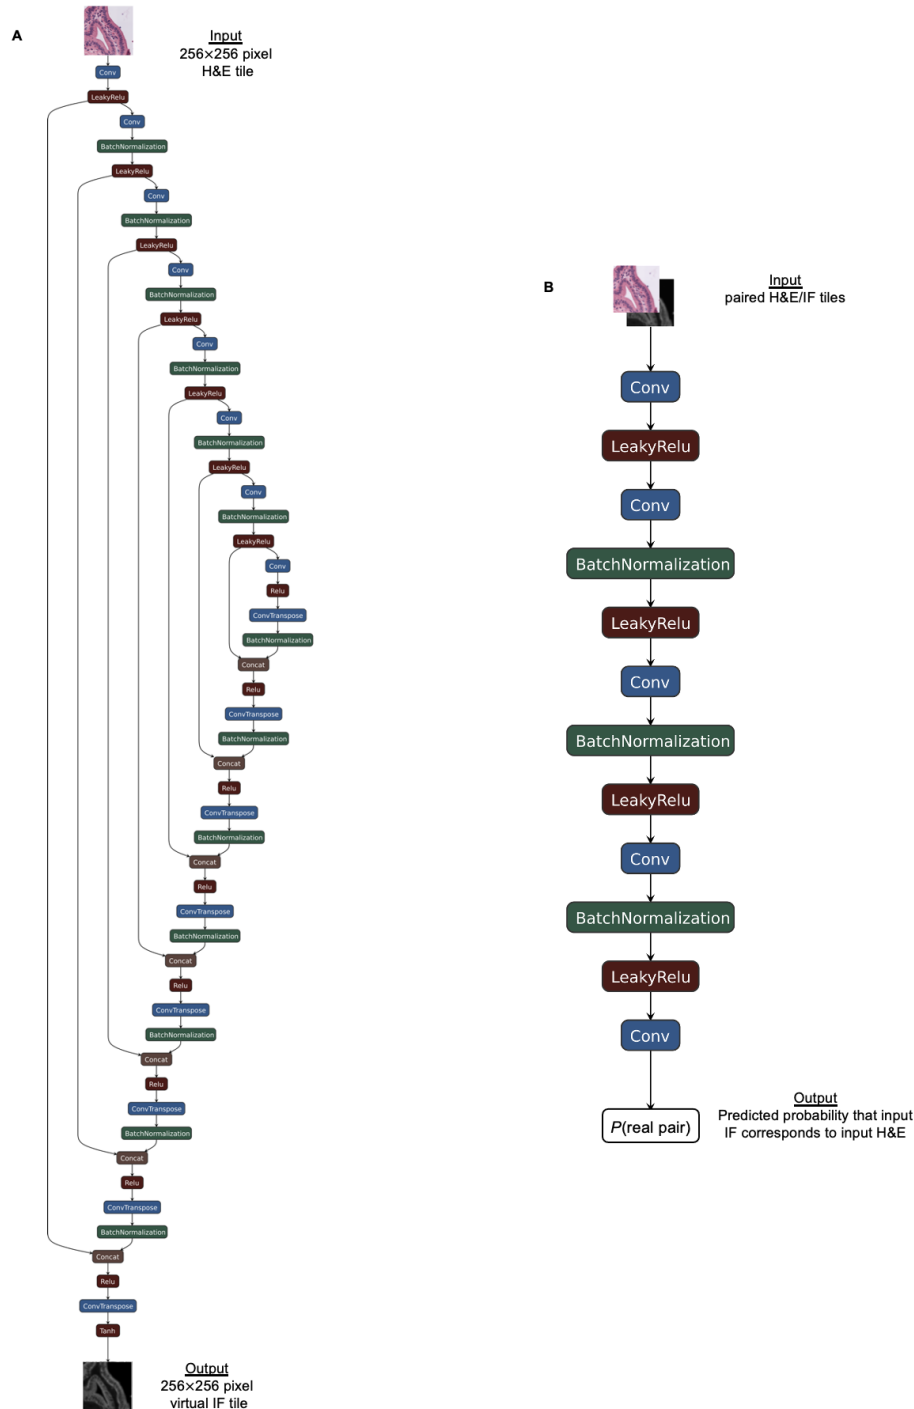 A
Input
256×256 pixel
H&E tile
Conv
LeakyRelu
Conv
BatchNormalization
LeakyRelu
Conv
BatchNormalization
LeakyRelu
Conv
BatchNormalization
LeakyRelu
Conv
BatchNormalization
LeakyRelu
Conv
BatchNormalization
LeakyRelu
Conv
BatchNormalization
LeakyRelu
Conv
Relu
ConvTranspose
BatchNormalization
Concat
Relu
ConvTranspose
BatchNormalization
Concat
Relu
ConvTranspose
BatchNormalization
Concat
Relu
ConvTranspose
BatchNormalization
Concat
Relu
ConvTranspose
BatchNormalization
Concat
Relu
ConvTranspose
BatchNormalization
Concat
Relu
ConvTranspose
BatchNormalization
Concat
Relu
ConvTranspose
Tanh
Output
256×256 pixel
virtual IF tile
B
Input
paired H&E/IF tiles
Conv
LeakyRelu
Conv
BatchNormalization
LeakyRelu
Conv
BatchNormalization
LeakyRelu
Conv
BatchNormalization
LeakyRelu
Conv
P(real pair)
Output
Predicted probability that input
IF corresponds to input H&E